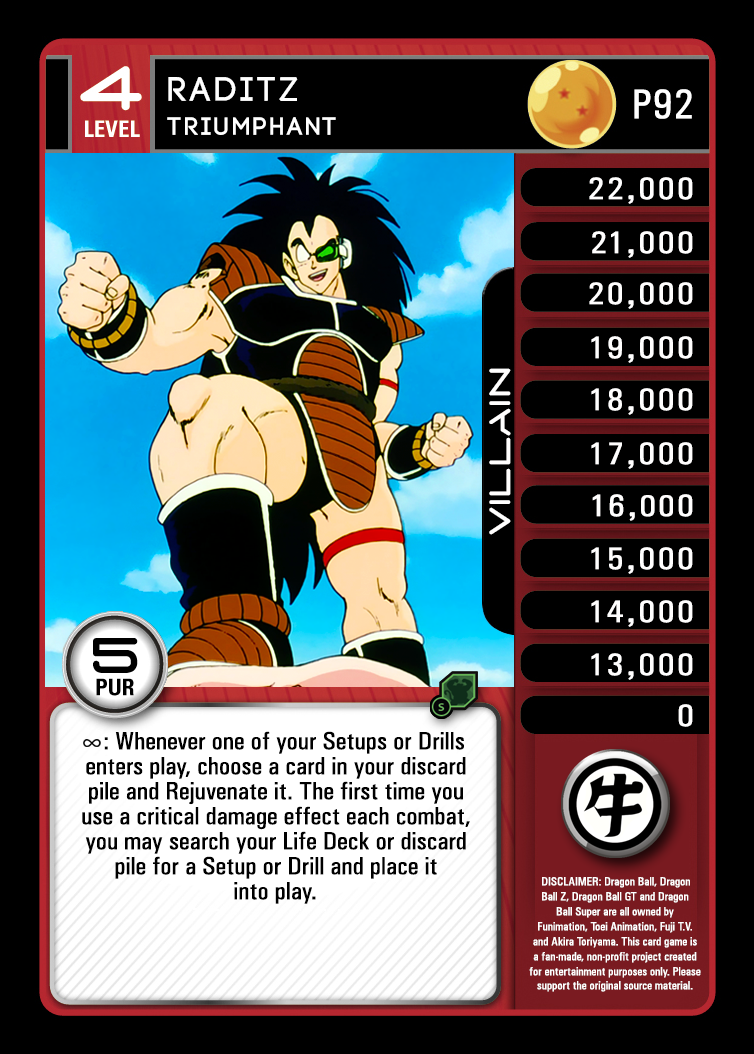 4
LEVEL
RADITZ
TRIUMPHANT
P92
22,000
21,000
20,000
19,000
18,000
17,000
16,000
15,000
14,000
13,000
0
VILLAIN
5
PUR
S
∞: Whenever one of your Setups or Drills
enters play, choose a card in your discard
pile and Rejuvenate it. The first time you
use a critical damage effect each combat,
you may search your Life Deck or discard
pile for a Setup or Drill and place it
into play.
牛
DISCLAIMER: Dragon Ball, Dragon
Ball Z, Dragon Ball GT and Dragon
Ball Super are all owned by
Funimation, Toei Animation, Fuji T.V.
and Akira Toriyama. This card game is
a fan-made, non-profit project created
for entertainment purposes only. Please
support the original source material.